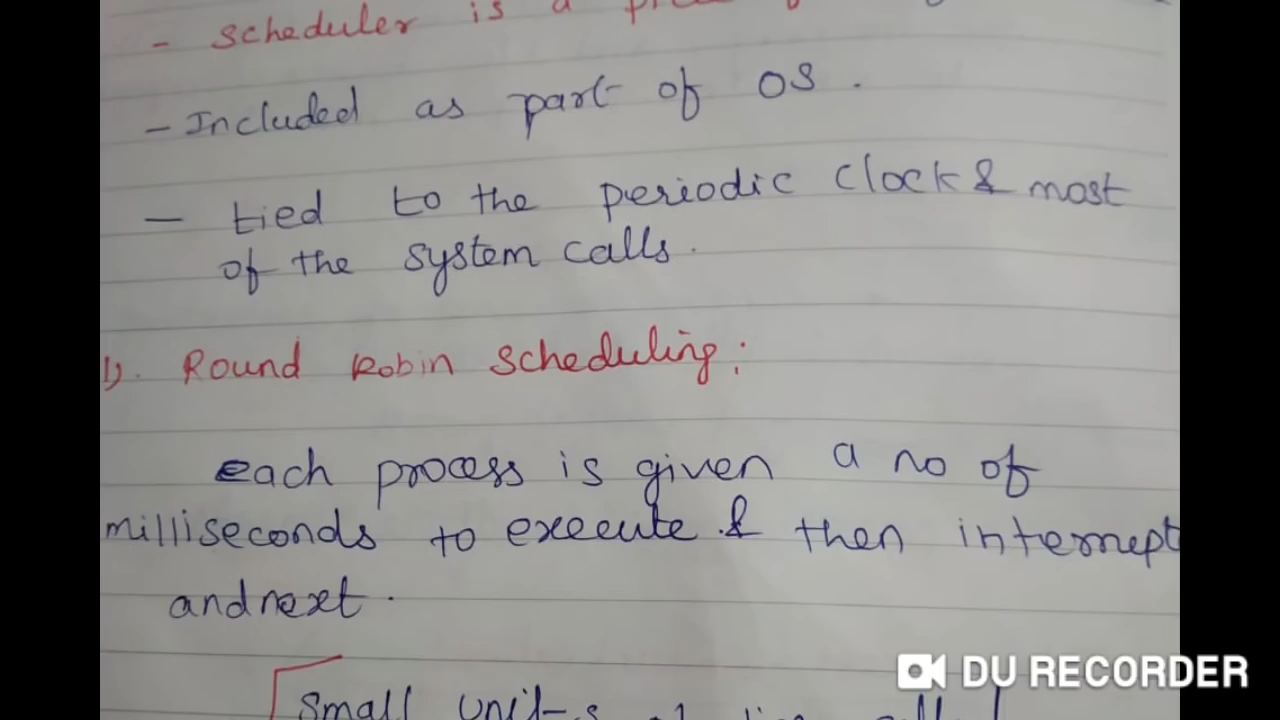 - Scheduler is a
- Included as part of OS.
- tied to the periodic clock & most
of the system calls.
1). Round Robin Scheduling:
each process is given a no of
milliseconds to execute & then interrupt
and next.
Small units
DU RECORDER